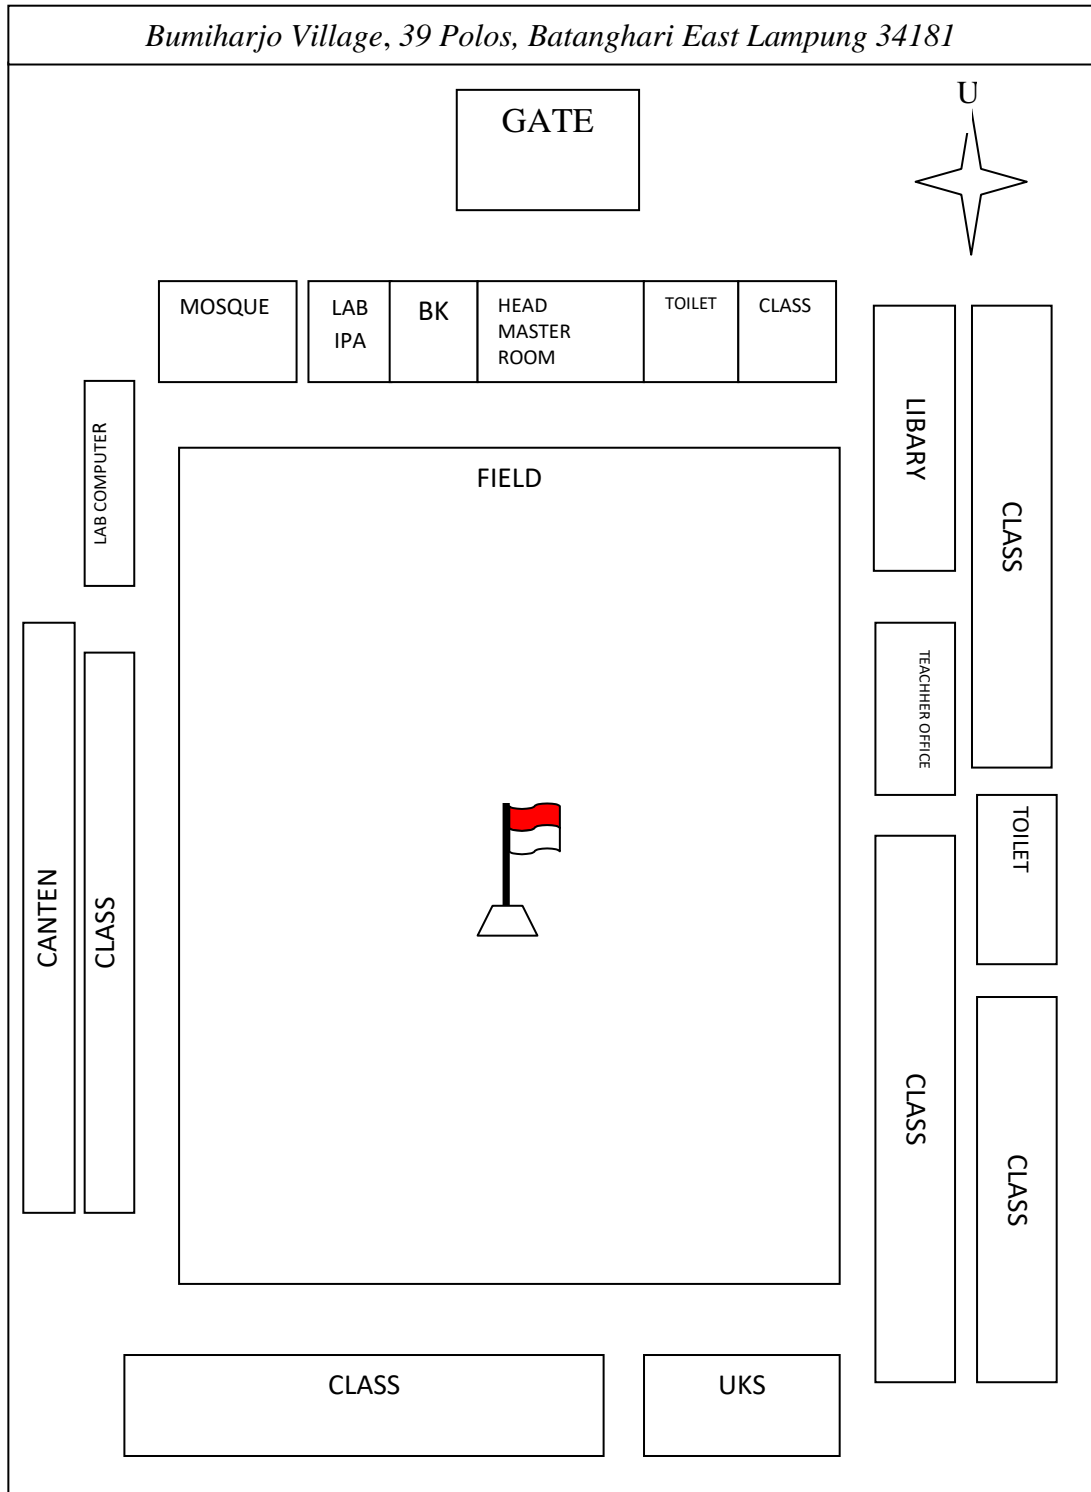 Bumiharjo Village, 39 Polos, Batanghari East Lampung 34181
U
GATE
MOSQUE
LAB
IPA
BK
HEAD
MASTER
ROOM
TOILET
CLASS
LIBARY
CLASS
LAB COMPUTER
FIELD
TEACHHER OFFICE
TOILET
CANTEN
CLASS
CLASS
CLASS
CLASS
UKS